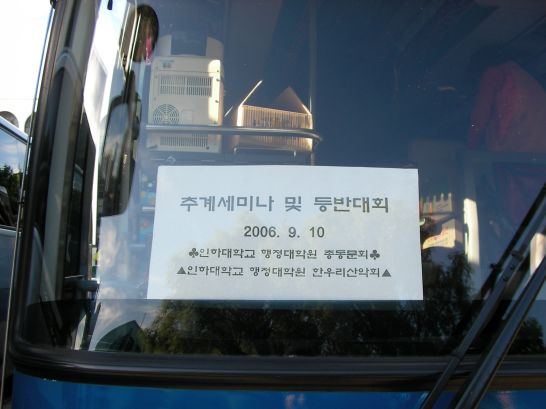 추계세미나 및 등반대회
2006. 9. 10
♣인하대학교 행정대학원 총동문회♣
▲인하대학교 행정대학원 한우리산악회▲